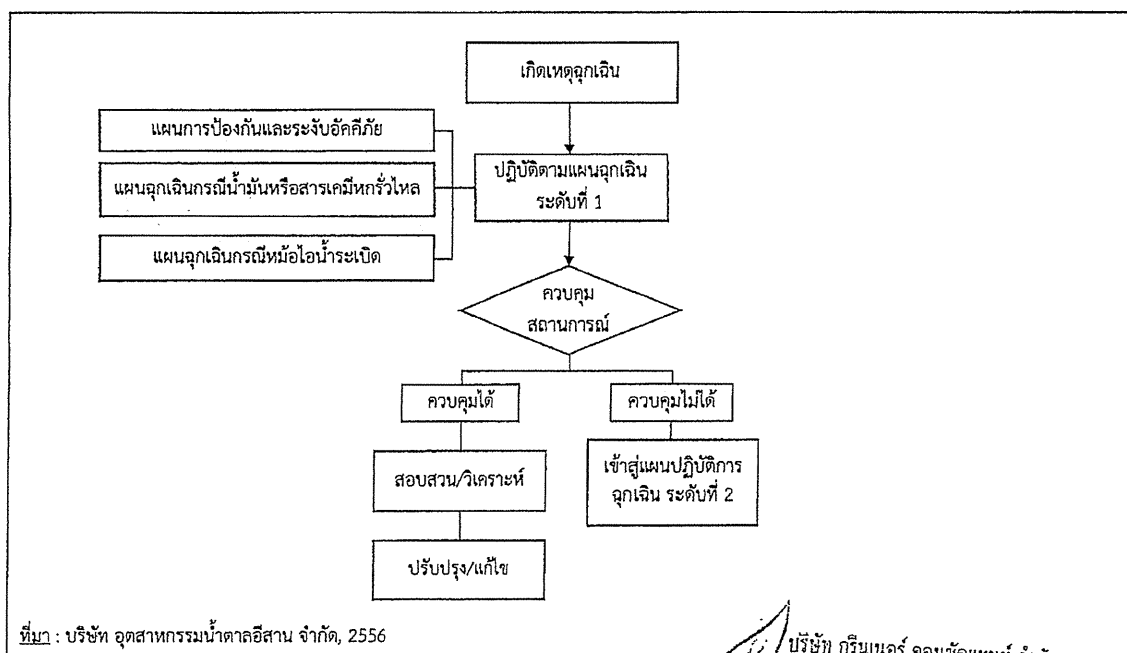 เกิดเหตุฉุกเฉิน
แผนการป้องกันและระงับอัคคีภัย
แผนฉุกเฉินกรณีน้ำมันหรือสารเคมีหกรั่วไหล
แผนฉุกเฉินกรณีหม้อไอน้ำระเบิด
ปฏิบัติตามแผนฉุกเฉิน
ระดับที่ 1
ควบคุม
สถานการณ์
ควบคุมได้
ควบคุมไม่ได้
สอบสวน/วิเคราะห์
เข้าสู่แผนปฏิบัติการ
ฉุกเฉิน ระดับที่ 2
ปรับปรุง/แก้ไข
ที่มา : บริษัท อุตสาหกรรมน้ำตาลอีสาน จำกัด, 2556
บริษัท กรีนเนอร์ คอนซัลแทนท์